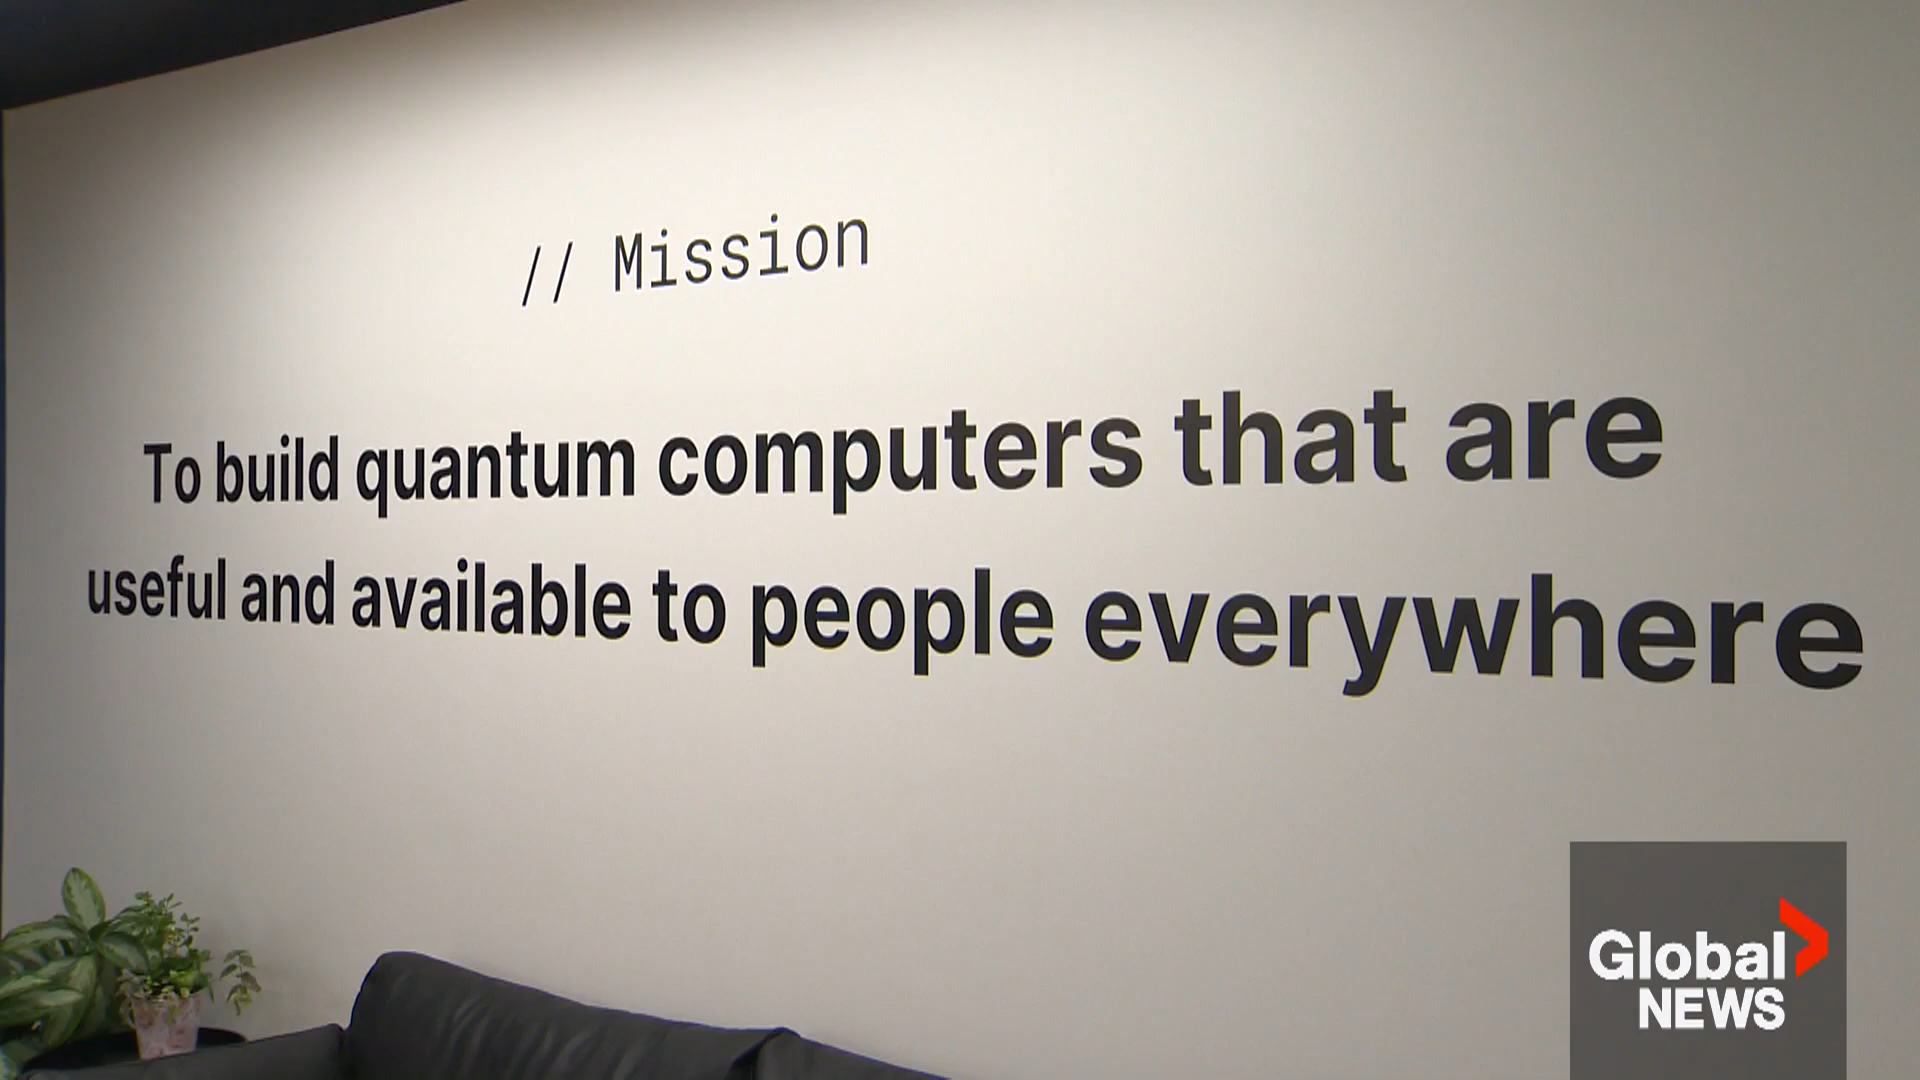 // Mission
To build quantum computers that are
useful and available to people everywhere
Global
NEWS